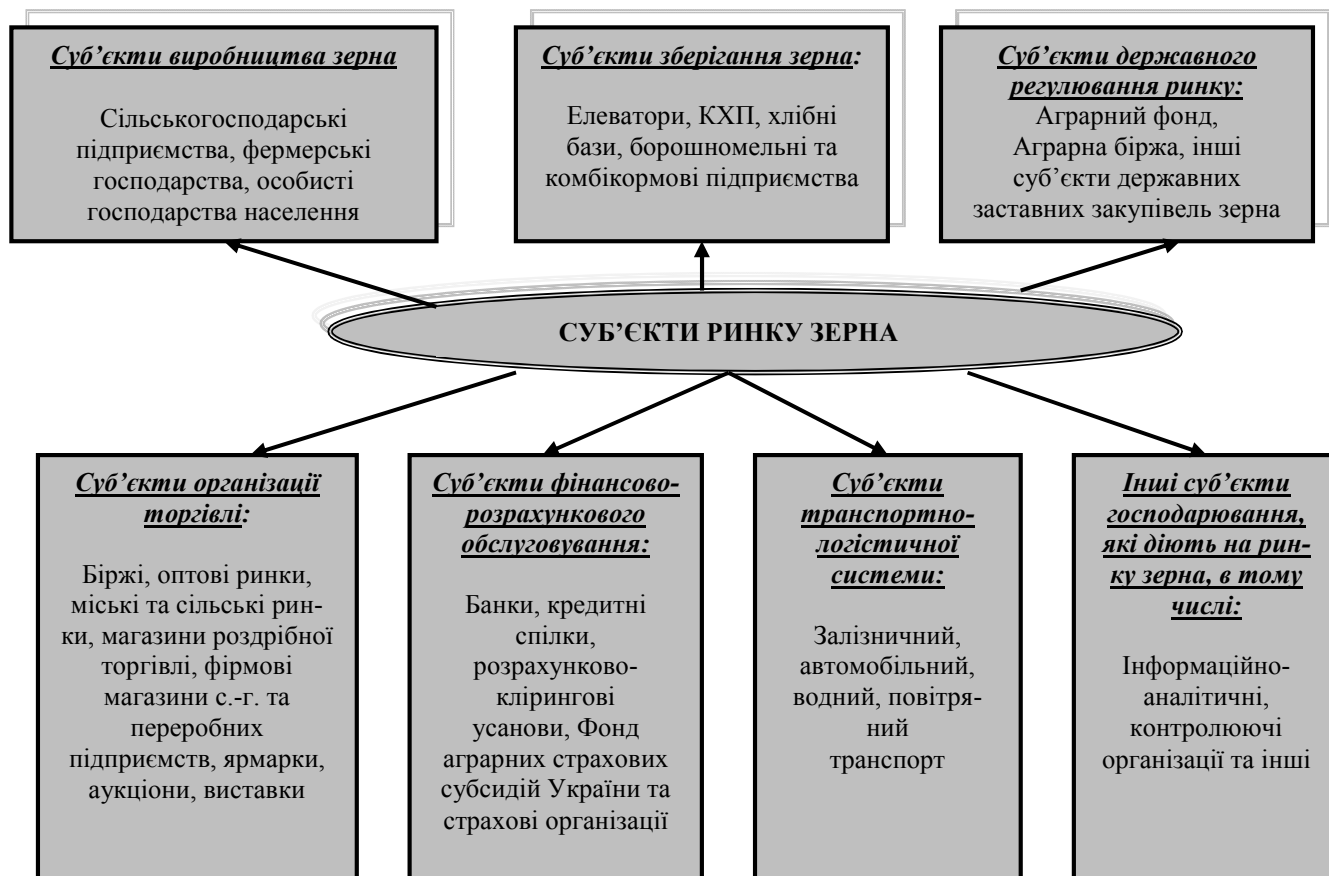 Суб’єкти виробництва зерна
Сільськогосподарські
підприємства, фермерські
господарства, особисті
господарства населення
Суб’єкти зберігання зерна:
Елеватори, КХП, хлібні
бази, борошномельні та
комбікормові підприємства
Суб’єкти державного
регулювання ринку:
Аграрний фонд,
Аграрна біржа, інші
суб’єкти державних
заставних закупівель зерна
СУБ’ЄКТИ РИНКУ ЗЕРНА
Суб’єкти організації
торгівлі:
Біржі, оптові ринки,
міські та сільські рин-
ки, магазини роздрібної
торгівлі, фірмові
магазини с.-г. та
переробних
підприємств, ярмарки,
аукціони, виставки
Суб’єкти фінансово-
розрахункового
обслуговування:
Банки, кредитні
спілки,
розрахунково-
клірингові
усанови, Фонд
аграрних страхових
субсидій України та
страхові організації
Суб’єкти
транспортно-
логістичної
системи:
Залізничний,
автомобільний,
водний, повітря-
ний
транспорт
Інші суб’єкти
господарювання,
які діють на рин-
ку зерна, в тому
числі:
Інформаційно-
аналітичні,
контролюючі
організації та інші